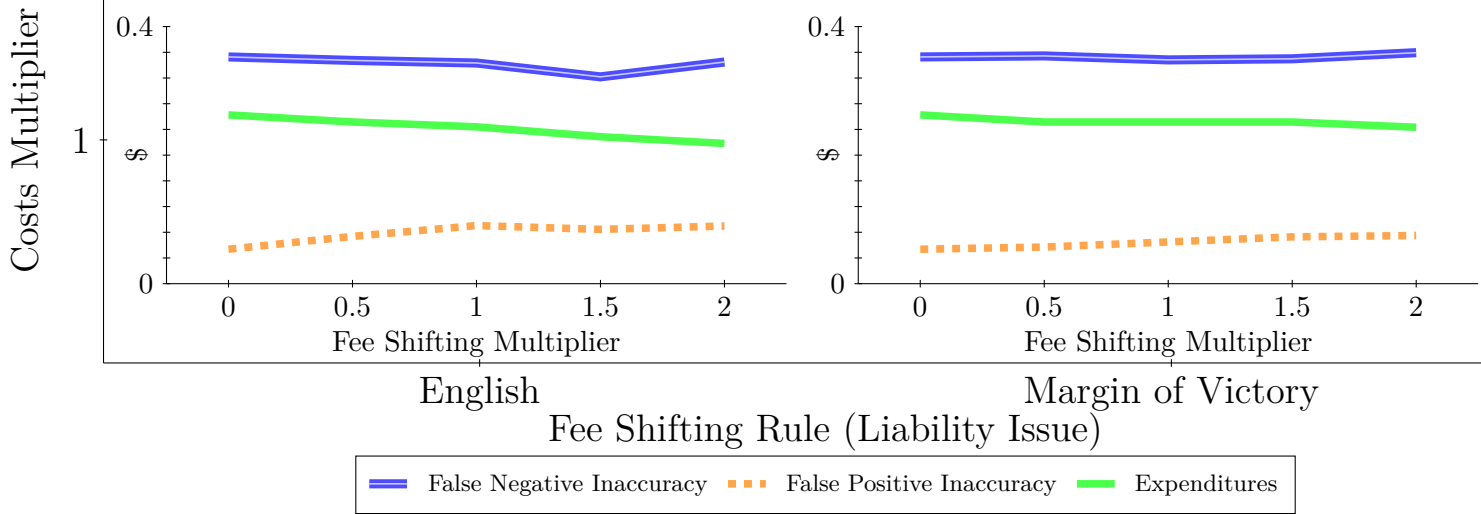 Costs Multiplier
1
0.4
$
0
0 0.5 1 1.5 2
Fee Shifting Multiplier
0.4
$
0
0 0.5 1 1.5 2
Fee Shifting Multiplier
English Margin of Victory
Fee Shifting Rule (Liability Issue)
False Negative Inaccuracy False Positive Inaccuracy Expenditures